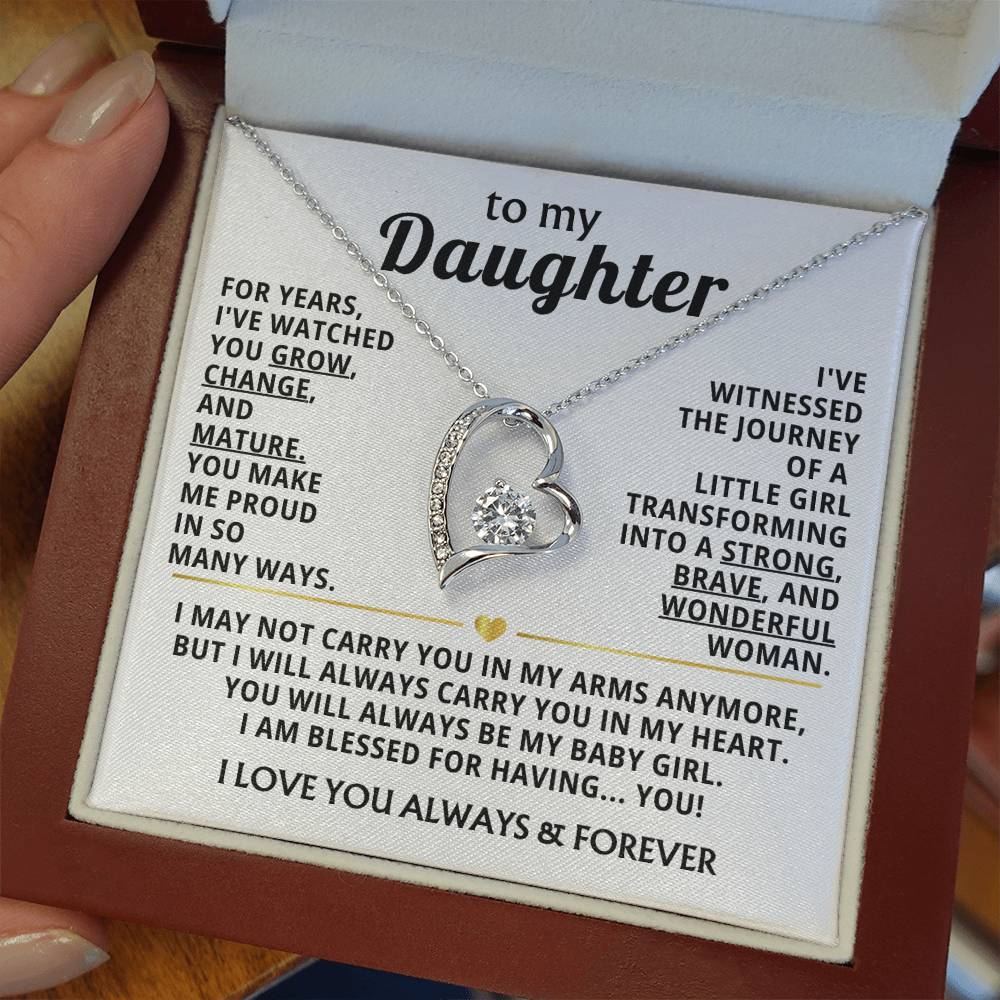 to my
Daughter
FOR YEARS,
I'VE WATCHED
YOU GROW,
CHANGE,
AND
MATURE.
YOU MAKE
ME PROUD
IN SO
MANY WAYS.
I'VE
WITNESSED
THE JOURNEY
OF A
LITTLE GIRL
TRANSFORMING
INTO A STRONG,
BRAVE, AND
WONDERFUL
WOMAN.
I MAY NOT CARRY YOU IN MY ARMS ANYMORE,
BUT I WILL ALWAYS CARRY YOU IN MY HEART.
YOU WILL ALWAYS BE MY BABY GIRL.
I AM BLESSED FOR HAVING... YOU!
I LOVE YOU ALWAYS & FOREVER